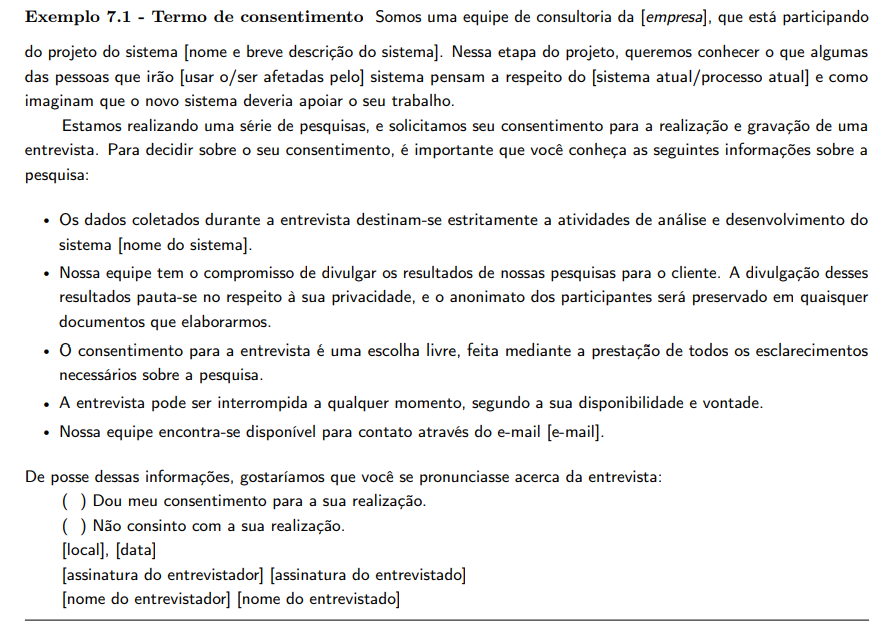 Exemplo 7.1 - Termo de consentimento Somos uma equipe de consultoria da [empresa], que está participando
do projeto do sistema [nome e breve descrição do sistema]. Nessa etapa do projeto, queremos conhecer o que algumas
das pessoas que irão [usar o/ser afetadas pelo] sistema pensam a respeito do [sistema atual/processo atual] e como
imaginam que o novo sistema deveria apoiar o seu trabalho.
Estamos realizando uma série de pesquisas, e solicitamos seu consentimento para a realização e gravação de uma
entrevista. Para decidir sobre o seu consentimento, é importante que você conheça as seguintes informações sobre a
pesquisa:
• Os dados coletados durante a entrevista destinam-se estritamente a atividades de análise e desenvolvimento do
sistema [nome do sistema].
• Nossa equipe tem o compromisso de divulgar os resultados de nossas pesquisas para o cliente. A divulgação desses
resultados pauta-se no respeito à sua privacidade, e o anonimato dos participantes será preservado em quaisquer
documentos que elaborarmos.
• O consentimento para a entrevista é uma escolha livre, feita mediante a prestação de todos os esclarecimentos
necessários sobre a pesquisa.
• A entrevista pode ser interrompida a qualquer momento, segundo a sua disponibilidade e vontade.
• Nossa equipe encontra-se disponível para contato através do e-mail [e-mail].
De posse dessas informações, gostaríamos que você se pronunciasse acerca da entrevista:
( ) Dou meu consentimento para a sua realização.
( ) Não consinto com a sua realização.
[local], [data]
[assinatura do entrevistador] [assinatura do entrevistado]
[nome do entrevistador] [nome do entrevistado]